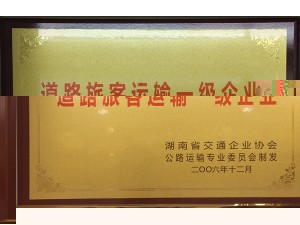 道路旅客运输一级企业
湖南省交通企业协会
公路运输专业委员会制发
二〇〇六年十二月